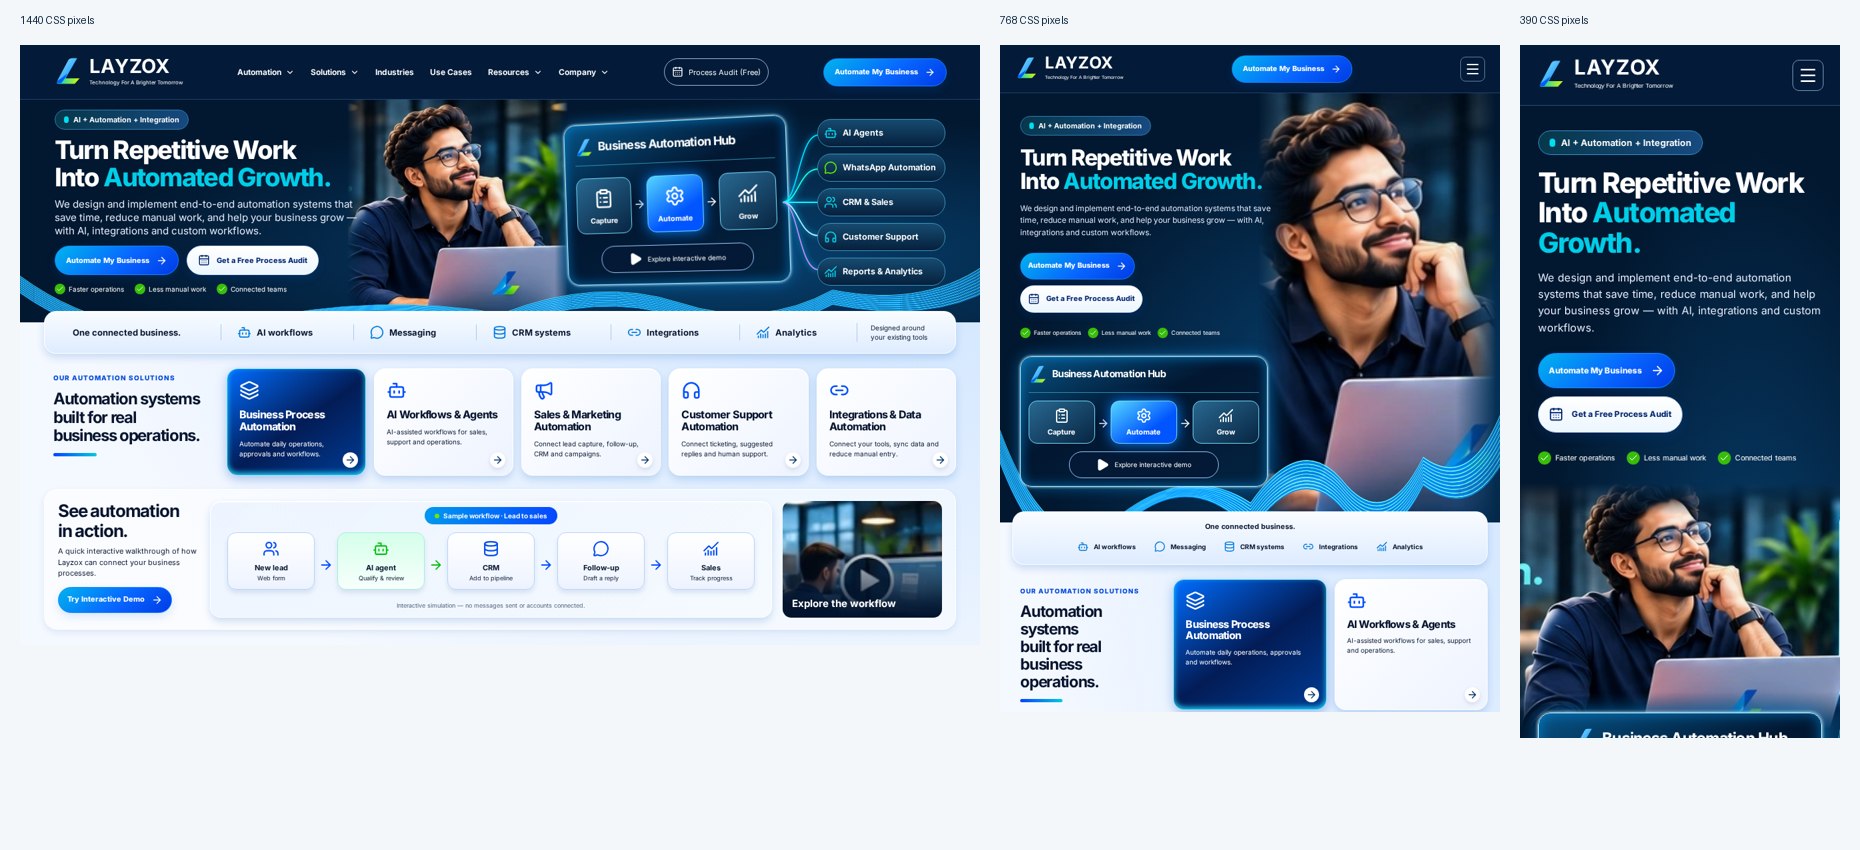 1440 CSS pixels
LAYZOX
Technology For A Brighter Tomorrow
Automation
Solutions
Industries
Use Cases
Resources
Company
Process Audit (Free)
Automate My Business
AI + Automation + Integration
Turn Repetitive Work
Into Automated Growth.
We design and implement end-to-end automation systems that
save time, reduce manual work, and help your business grow —
with AI, integrations and custom workflows.
Automate My Business
Get a Free Process Audit
Faster operations
Less manual work
Connected teams
Business Automation Hub
Capture
Automate
Grow
Explore interactive demo
AI Agents
WhatsApp Automation
CRM & Sales
Customer Support
Reports & Analytics
One connected business.
AI workflows
Messaging
CRM systems
Integrations
Analytics
Designed around
your existing tools
OUR AUTOMATION SOLUTIONS
Automation systems
built for real
business operations.
Business Process
Automation
Automate daily operations,
approvals and workflows.
AI Workflows & Agents
AI-assisted workflows for sales,
support and operations.
Sales & Marketing
Automation
Connect lead capture, follow-up,
CRM and campaigns.
Customer Support
Automation
Connect ticketing, suggested
replies and human support.
Integrations & Data
Automation
Connect your tools, sync data and
reduce manual entry.
See automation
in action.
A quick interactive walkthrough of how
Layzox can connect your business
processes.
Try Interactive Demo
Sample workflow · Lead to sales
New lead
Web form
AI agent
Qualify & review
CRM
Add to pipeline
Follow-up
Draft a reply
Sales
Track progress
Interactive simulation — no messages sent or accounts connected.
Explore the workflow
768 CSS pixels
LAYZOX
Technology For A Brighter Tomorrow
Automate My Business
AI + Automation + Integration
Turn Repetitive Work
Into Automated Growth.
We design and implement end-to-end automation systems that save
time, reduce manual work, and help your business grow — with AI,
integrations and custom workflows.
Automate My Business
Get a Free Process Audit
Faster operations
Less manual work
Connected teams
Business Automation Hub
Capture
Automate
Grow
Explore interactive demo
One connected business.
AI workflows
Messaging
CRM systems
Integrations
Analytics
OUR AUTOMATION SOLUTIONS
Automation
systems
built for real
business
operations.
Business Process
Automation
Automate daily operations, approvals
and workflows.
AI Workflows & Agents
AI-assisted workflows for sales, support
and operations.
390 CSS pixels
LAYZOX
Technology For A Brighter Tomorrow
AI + Automation + Integration
Turn Repetitive Work
Into Automated
Growth.
We design and implement end-to-end automation
systems that save time, reduce manual work, and help
your business grow — with AI, integrations and custom
workflows.
Automate My Business
Get a Free Process Audit
Faster operations
Less manual work
Connected teams
n.
Business Automation Hub